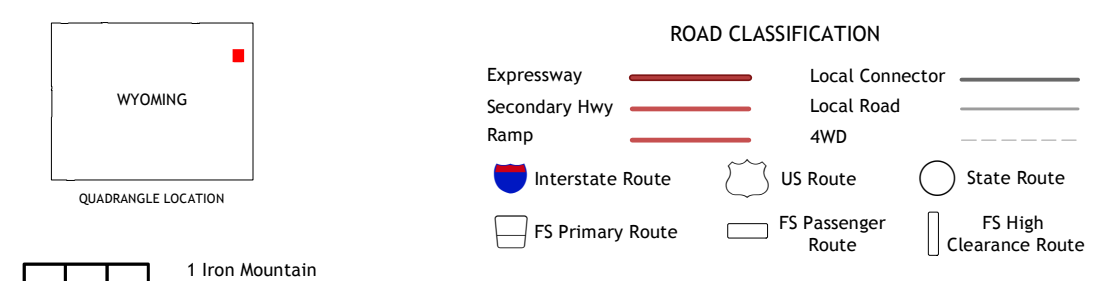 WYOMING
QUADRANGLE LOCATION
1 Iron Mountain
ROAD CLASSIFICATION
Expressway
Local Connector
Secondary Hwy
Local Road
Ramp
4WD
Interstate Route
US Route
State Route
FS Primary Route
FS Passenger
Route
FS High
Clearance Route